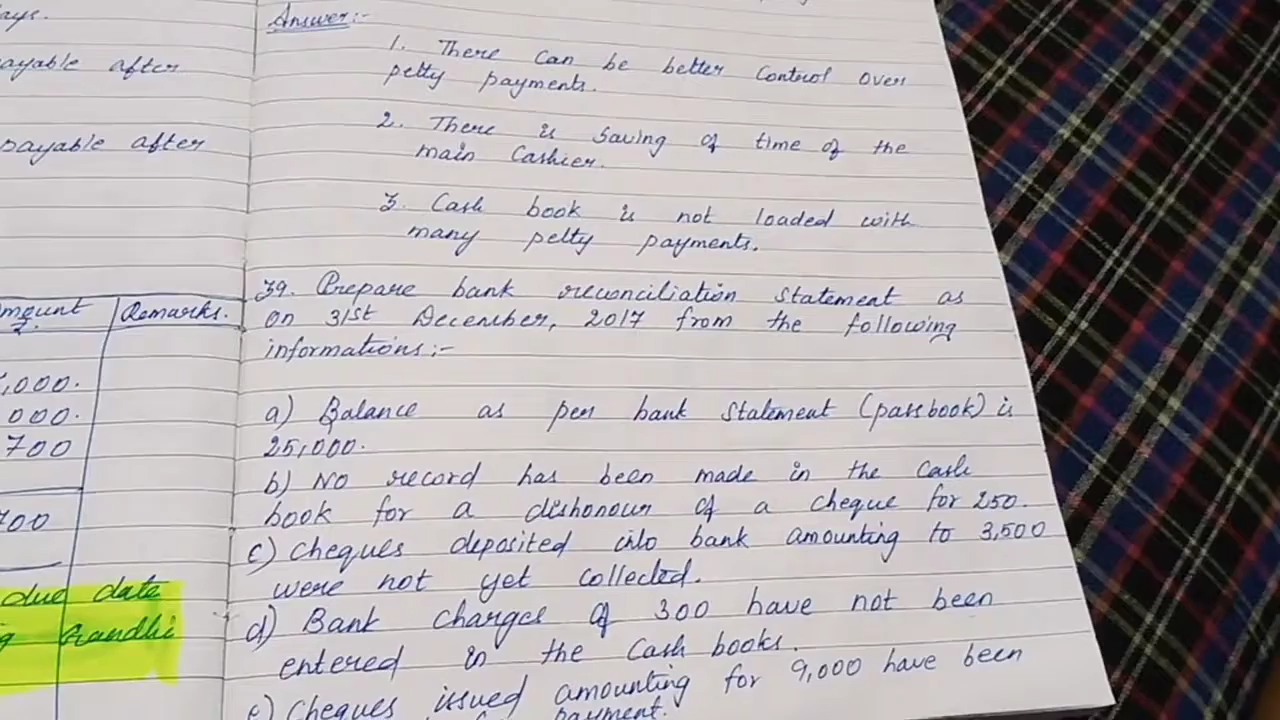 ays.
ayable after
payable after
Amount Remarks.
₹.
,000.
000.
700
700
due date
Gandhi
Answer:-
1. There can be better control over
petty payments.
2. There is saving of time of the
main cashier.
3. Cash book is not loaded with
many petty payments.
39. Prepare bank reconciliation statement as
on 31st December, 2017 from the following
informations:-
a) Balance as per bank statement (passbook) is
25,000.
b) No record has been made in the cash
book for a dishonour of a cheque for 250.
c) Cheques deposited into bank amounting to 3,500
were not yet collected.
d) Bank charges of 300 have not been
entered in the cash books.
e) Cheques issued amounting for 9,000 have been
payment.